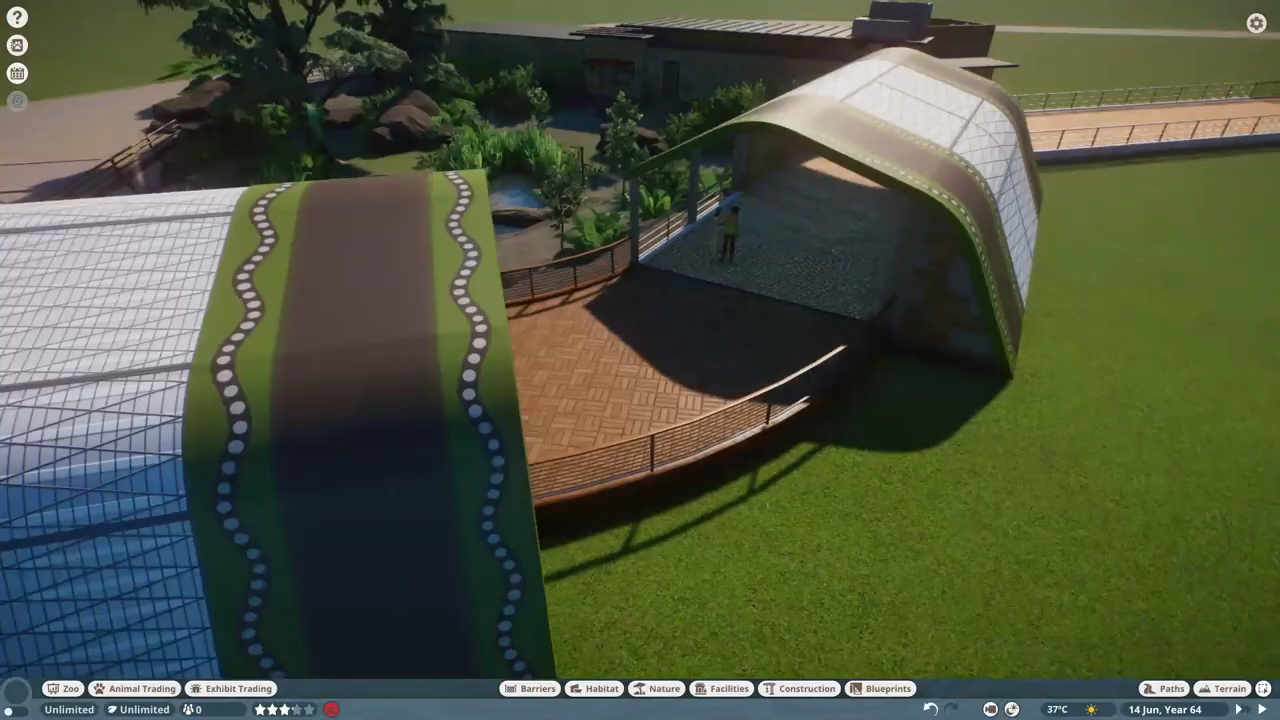 ?
Zoo
Animal Trading
Exhibit Trading
Barriers
Habitat
Nature
Facilities
Construction
Blueprints
Paths
Terrain
Unlimited
Unlimited
0
37°C
14 Jun, Year 64